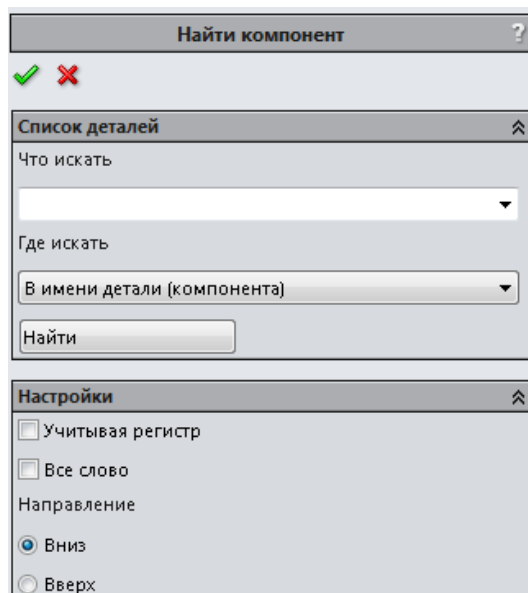 Найти компонент ?
Список деталей
Что искать
Где искать
В имени детали (компонента)
Найти
Настройки
Учитывая регистр
Все слово
Направление
Вниз
Вверх